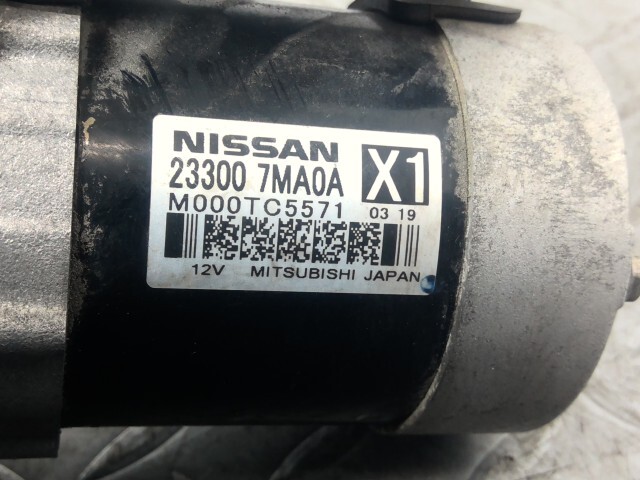 NISSAN
23300 7MA0A X1
M000TC5571 03 19
12V MITSUBISHI JAPAN